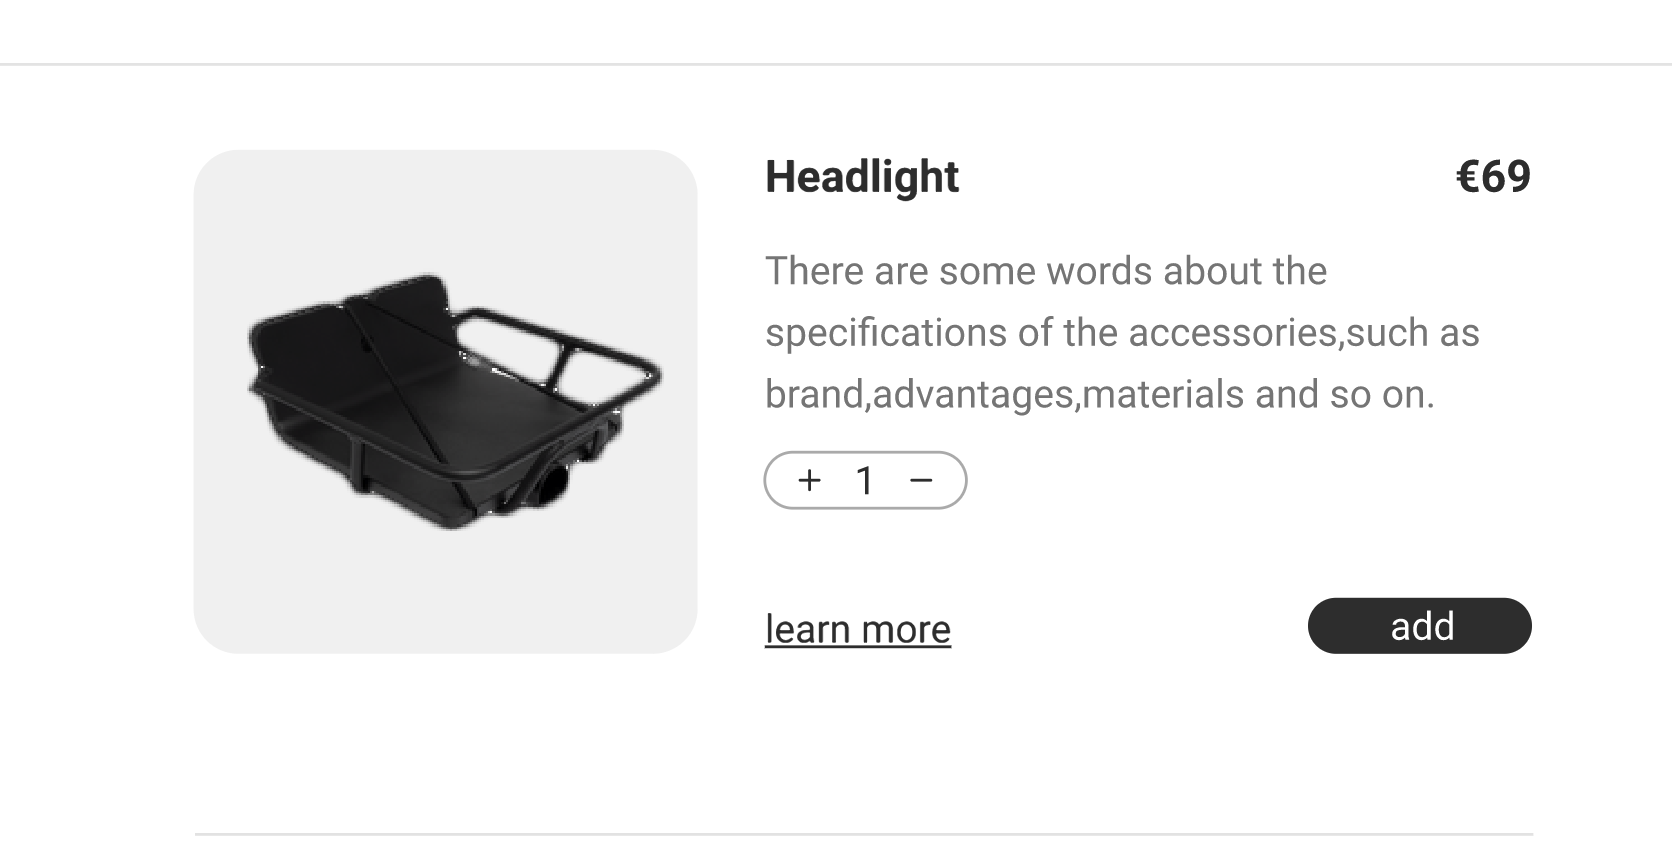 Headlight €69
There are some words about the
specifications of the accessories,such as
brand,advantages,materials and so on.
+ 1 −
learn more add